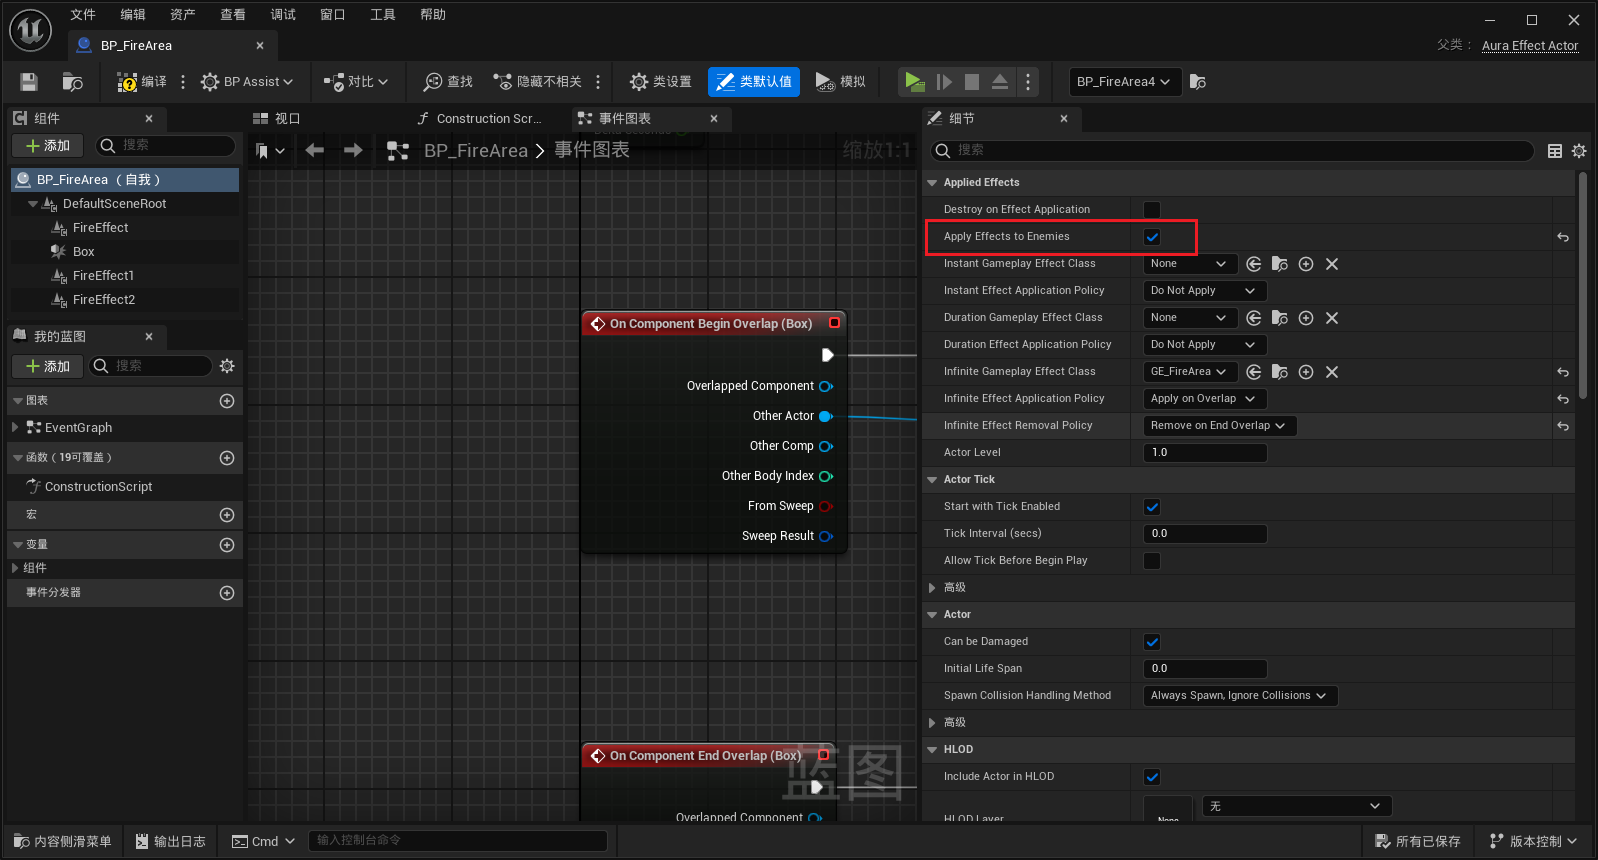 文件 编辑 资产 查看 调试 窗口 工具 帮助
BP_FireArea
父类： Aura Effect Actor
编译 BP Assist 对比 查找 隐藏不相关 类设置 类默认值 模拟 BP_FireArea4
组件
添加 搜索
BP_FireArea （自我）
DefaultSceneRoot
FireEffect
Box
FireEffect1
FireEffect2
我的蓝图
添加 搜索
图表
EventGraph
函数（19可覆盖）
ConstructionScript
宏
变量
组件
事件分发器
视口 Construction Scr... 事件图表
BP_FireArea 事件图表 缩放1:1
On Component Begin Overlap (Box)
Overlapped Component
Other Actor
Other Comp
Other Body Index
From Sweep
Sweep Result
On Component End Overlap (Box)
Overlapped Component
蓝图
细节
搜索
Applied Effects
Destroy on Effect Application
Apply Effects to Enemies
Instant Gameplay Effect Class None
Instant Effect Application Policy Do Not Apply
Duration Gameplay Effect Class None
Duration Effect Application Policy Do Not Apply
Infinite Gameplay Effect Class GE_FireArea
Infinite Effect Application Policy Apply on Overlap
Infinite Effect Removal Policy Remove on End Overlap
Actor Level 1.0
Actor Tick
Start with Tick Enabled
Tick Interval (secs) 0.0
Allow Tick Before Begin Play
高级
Actor
Can be Damaged
Initial Life Span 0.0
Spawn Collision Handling Method Always Spawn, Ignore Collisions
高级
HLOD
Include Actor in HLOD
HLOD Layer None 无
内容侧滑菜单 输出日志 Cmd 输入控制台命令 所有已保存 版本控制